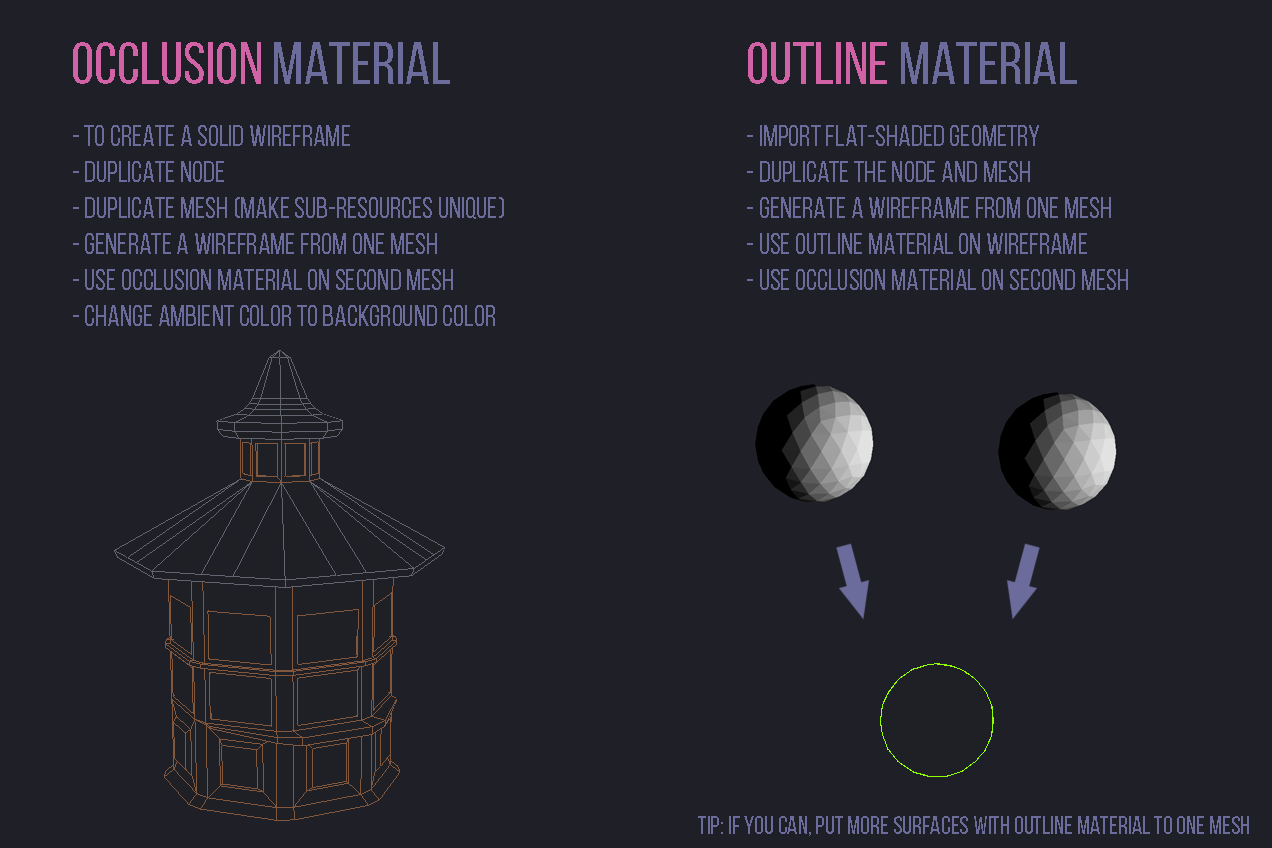 OCCLUSION MATERIAL
- TO CREATE A SOLID WIREFRAME
- DUPLICATE NODE
- DUPLICATE MESH (MAKE SUB-RESOURCES UNIQUE)
- GENERATE A WIREFRAME FROM ONE MESH
- USE OCCLUSION MATERIAL ON SECOND MESH
- CHANGE AMBIENT COLOR TO BACKGROUND COLOR
OUTLINE MATERIAL
- IMPORT FLAT-SHADED GEOMETRY
- DUPLICATE THE NODE AND MESH
- GENERATE A WIREFRAME FROM ONE MESH
- USE OUTLINE MATERIAL ON WIREFRAME
- USE OCCLUSION MATERIAL ON SECOND MESH
TIP: IF YOU CAN, PUT MORE SURFACES WITH OUTLINE MATERIAL TO ONE MESH